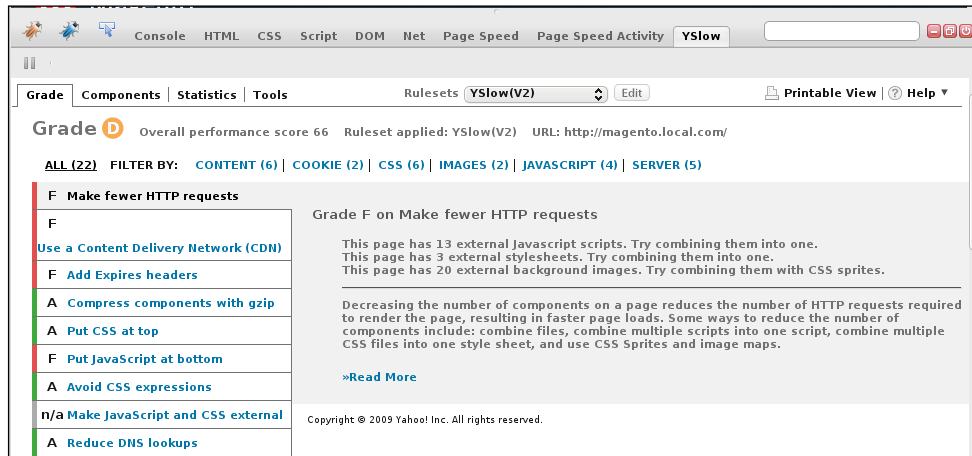 Console HTML CSS Script DOM Net Page Speed Page Speed Activity YSlow
Grade Components Statistics Tools Rulesets YSlow(V2) Edit Printable View ? Help
Grade D Overall performance score 66 Ruleset applied: YSlow(V2) URL: http://magento.local.com/
ALL (22) FILTER BY: CONTENT (6) COOKIE (2) CSS (6) IMAGES (2) JAVASCRIPT (4) SERVER (5)
F Make fewer HTTP requests
F
Use a Content Delivery Network (CDN)
F Add Expires headers
A Compress components with gzip
A Put CSS at top
F Put JavaScript at bottom
A Avoid CSS expressions
n/a Make JavaScript and CSS external
A Reduce DNS lookups
Grade F on Make fewer HTTP requests
This page has 13 external Javascript scripts. Try combining them into one.
This page has 3 external stylesheets. Try combining them into one.
This page has 20 external background images. Try combining them with CSS sprites.
Decreasing the number of components on a page reduces the number of HTTP requests required
to render the page, resulting in faster page loads. Some ways to reduce the number of
components include: combine files, combine multiple scripts into one script, combine multiple
CSS files into one style sheet, and use CSS Sprites and image maps.
»Read More
Copyright © 2009 Yahoo! Inc. All rights reserved.